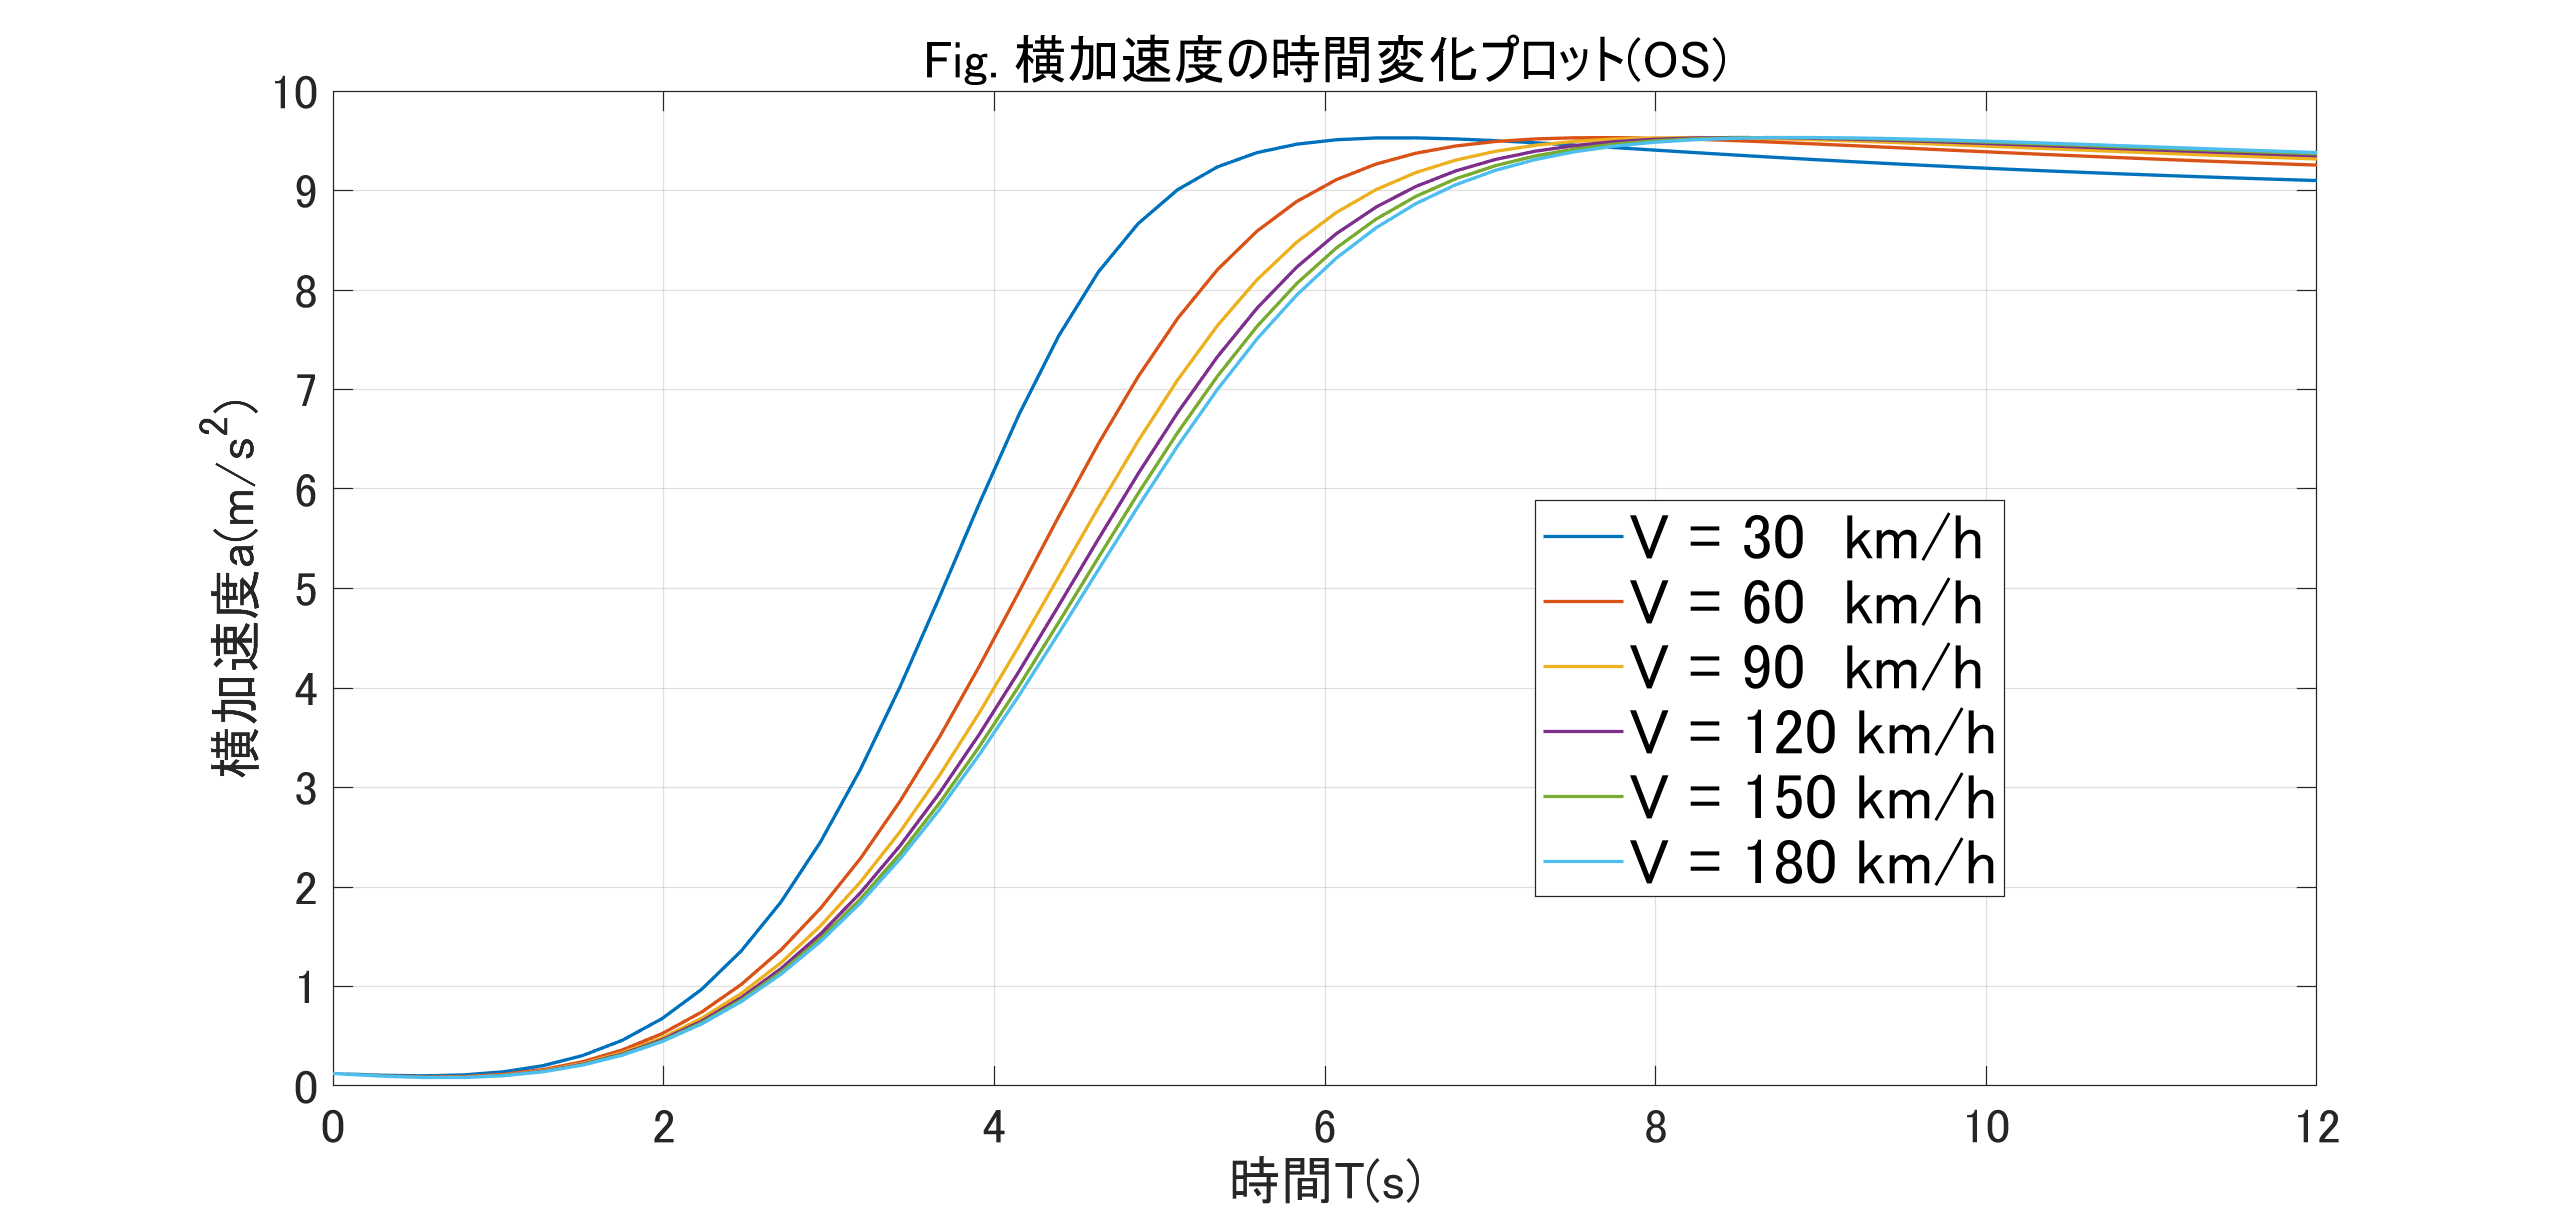 Fig. 横加速度の時間変化プロット(OS)
横加速度a(m/s²)
10
9
8
7
6
5
4
3
2
1
0
V = 30 km/h
V = 60 km/h
V = 90 km/h
V = 120 km/h
V = 150 km/h
V = 180 km/h
0 2 4 6 8 10 12
時間T(s)